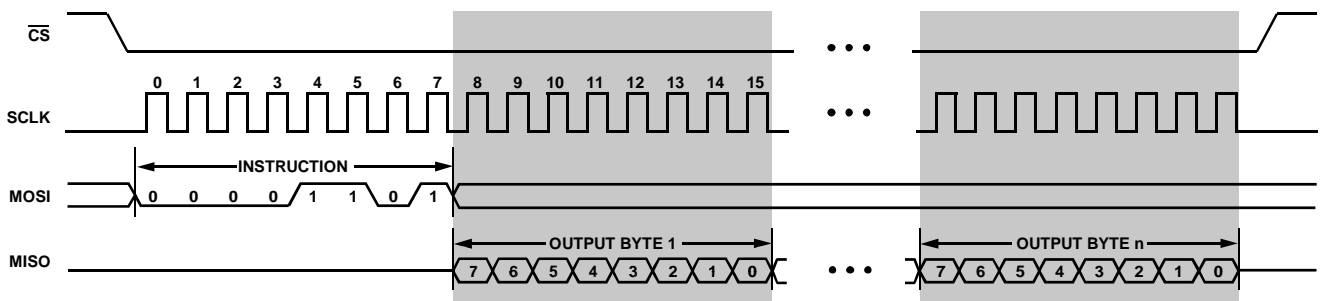 CS
0 1 2 3 4 5 6 7 8 9 10 11 12 13 14 15
SCLK
INSTRUCTION
MOSI 0 0 0 0 1 1 0 1
OUTPUT BYTE 1 OUTPUT BYTE n
MISO 7 6 5 4 3 2 1 0 7 6 5 4 3 2 1 0